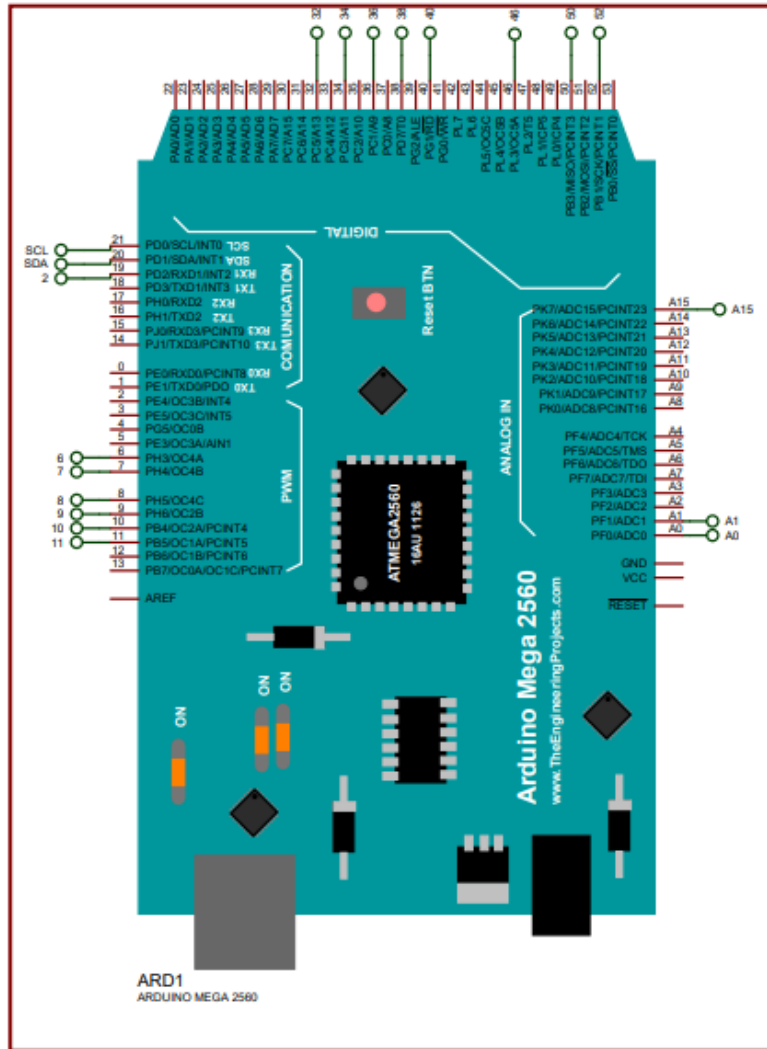 32
34
36
38
40
46
50
52
22
23
24
25
26
27
28
29
30
31
32
33
34
35
36
37
38
39
40
41
42
43
44
45
46
47
48
49
50
51
52
53
PA0/AD0
PA1/AD1
PA2/AD2
PA3/AD3
PA4/AD4
PA5/AD5
PA6/AD6
PA7/AD7
PC7/A15
PC6/A14
PC5/A13
PC4/A12
PC3/A11
PC2/A10
PC1/A9
PC0/A8
PD7/T0
PG2/ALE
PG1/RD
PG0/WR
PL7
PL6
PL5/OC5C
PL4/OC5B
PL3/OC5A
PL2/T5
PL1/ICP5
PL0/ICP4
PB3/MISO/PCINT3
PB2/MOSI/PCINT2
PB1/SCK/PCINT1
PB0/SS/PCINT0
DIGITAL
SCL 21 PD0/SCL/INT0 SCL
SDA 20 PD1/SDA/INT1 SDA
2 19 PD2/RXD1/INT2 RX1
18 PD3/TXD1/INT3 TX1
17 PH0/RXD2 RX2
16 PH1/TXD2 TX2
15 PJ0/RXD3/PCINT9 RX3
14 PJ1/TXD3/PCINT10 TX3
0 PE0/RXD0/PCINT8 RX0
1 PE1/TXD0/PDO TX0
COMUNICATION
2 PE4/OC3B/INT4
3 PE5/OC3C/INT5
4 PG5/OC0B
5 PE3/OC3A/AIN1
6 6 PH3/OC4A
7 7 PH4/OC4B
8 8 PH5/OC4C
9 9 PH6/OC2B
10 10 PB4/OC2A/PCINT4
11 11 PB5/OC1A/PCINT5
12 PB6/OC1B/PCINT6
13 PB7/OC0A/OC1C/PCINT7
PWM
AREF
Reset BTN
ATMEGA2560
16AU 1126
PK7/ADC15/PCINT23 A15 A15
PK6/ADC14/PCINT22 A14
PK5/ADC13/PCINT21 A13
PK4/ADC12/PCINT20 A12
PK3/ADC11/PCINT19 A11
PK2/ADC10/PCINT18 A10
PK1/ADC9/PCINT17 A9
PK0/ADC8/PCINT16 A8
PF4/ADC4/TCK A4
PF5/ADC5/TMS A5
PF6/ADC6/TDO A6
PF7/ADC7/TDI A7
PF3/ADC3 A3
PF2/ADC2 A2
PF1/ADC1 A1 A1
PF0/ADC0 A0 A0
ANALOG IN
GND
VCC
RESET
Arduino Mega 2560
www.TheEngineeringProjects.com
ON
ON
ON
ARD1
ARDUINO MEGA 2560